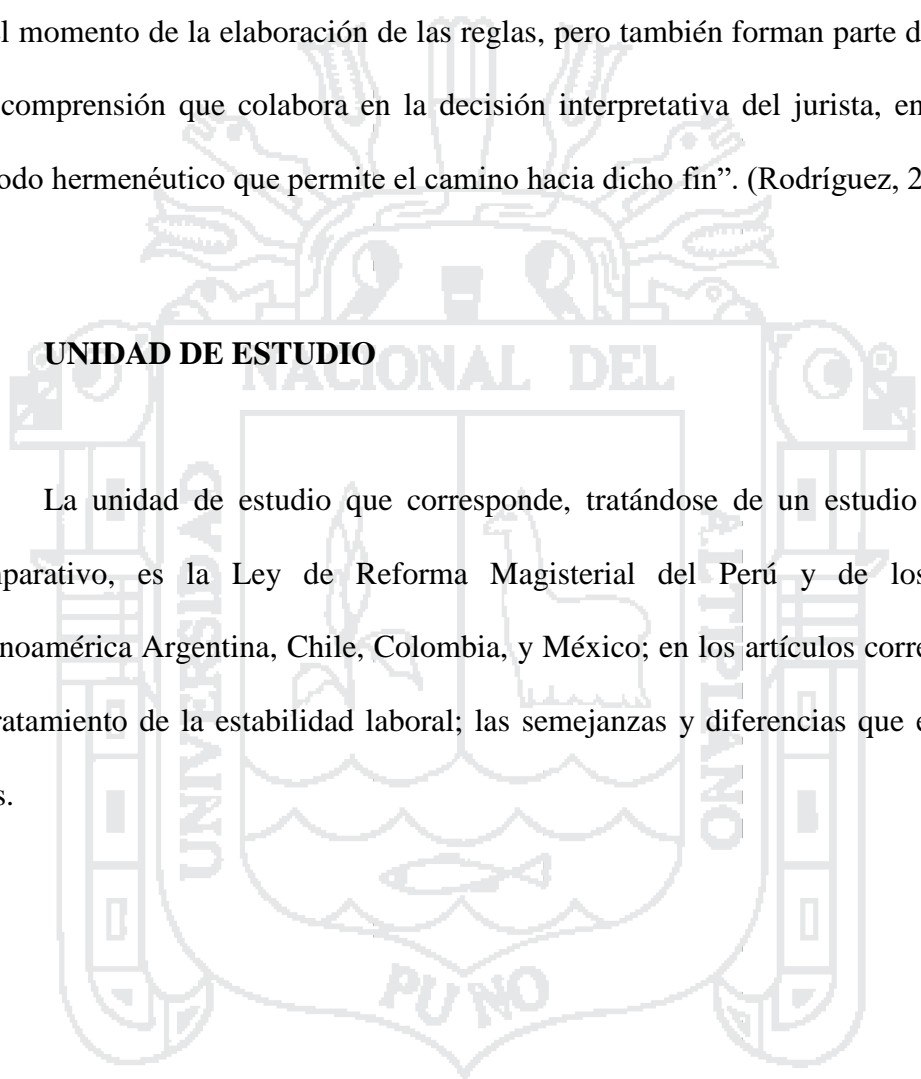 l momento de la elaboración de las reglas, pero también forman parte d
comprensión que colabora en la decisión interpretativa del jurista, en
odo hermenéutico que permite el camino hacia dicho fin”. (Rodríguez, 2
UNIDAD DE ESTUDIO
NACIONAL DEL
La unidad de estudio que corresponde, tratándose de un estudio
parativo, es la Ley de Reforma Magisterial del Perú y de los
noamérica Argentina, Chile, Colombia, y México; en los artículos corre
ratamiento de la estabilidad laboral; las semejanzas y diferencias que e
s.
UNIVERSIDAD
ALTIPLANO
PUNO